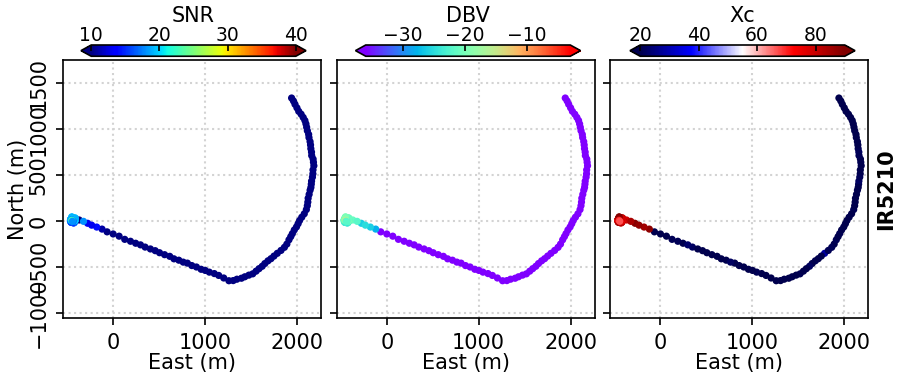 SNR DBV Xc
10 20 30 40 −30 −20 −10 20 40 60 80
1500
1000
500
0
−500
−1000
North (m)
IR5210
0 1000 2000 0 1000 2000 0 1000 2000
East (m) East (m) East (m)